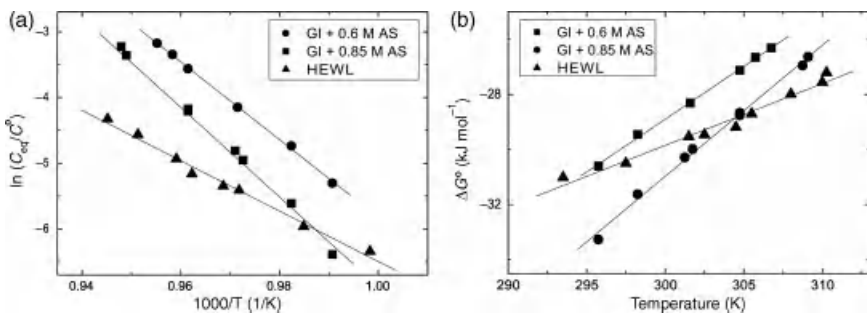 (a)
-3
-4
-5
-6
ln (Ceq/C⁰)
GI + 0.6 M AS
GI + 0.85 M AS
HEWL
0.94 0.96 0.98 1.00
1000/T (1/K)
(b)
-28
-32
ΔG⁰ (kJ mol⁻¹)
GI + 0.6 M AS
GI + 0.85 M AS
HEWL
290 295 300 305 310
Temperature (K)